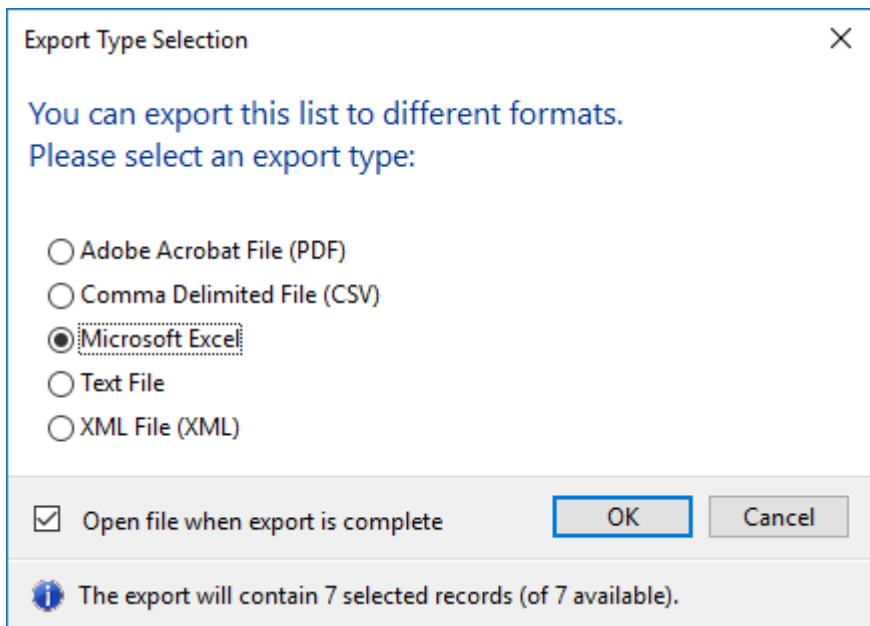 Export Type Selection
You can export this list to different formats.
Please select an export type:
Adobe Acrobat File (PDF)
Comma Delimited File (CSV)
Microsoft Excel
Text File
XML File (XML)
Open file when export is complete
OK
Cancel
The export will contain 7 selected records (of 7 available).